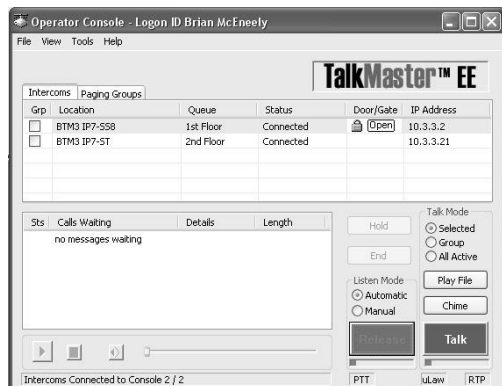 Operator Console - Logon ID Brian McEneely
File View Tools Help
TalkMaster™ EE
Intercoms Paging Groups
Grp Location Queue Status Door/Gate IP Address
BTM3 IP7-SS8 1st Floor Connected Open 10.3.3.2
BTM3 IP7-ST 2nd Floor Connected 10.3.3.21
Sts Calls Waiting Details Length
no messages waiting
Hold
End
Talk Mode
Selected
Group
All Active
Listen Mode
Automatic
Manual
Play File
Chime
Release
Talk
Intercoms Connected to Console 2 / 2
PTT uLaw RTP